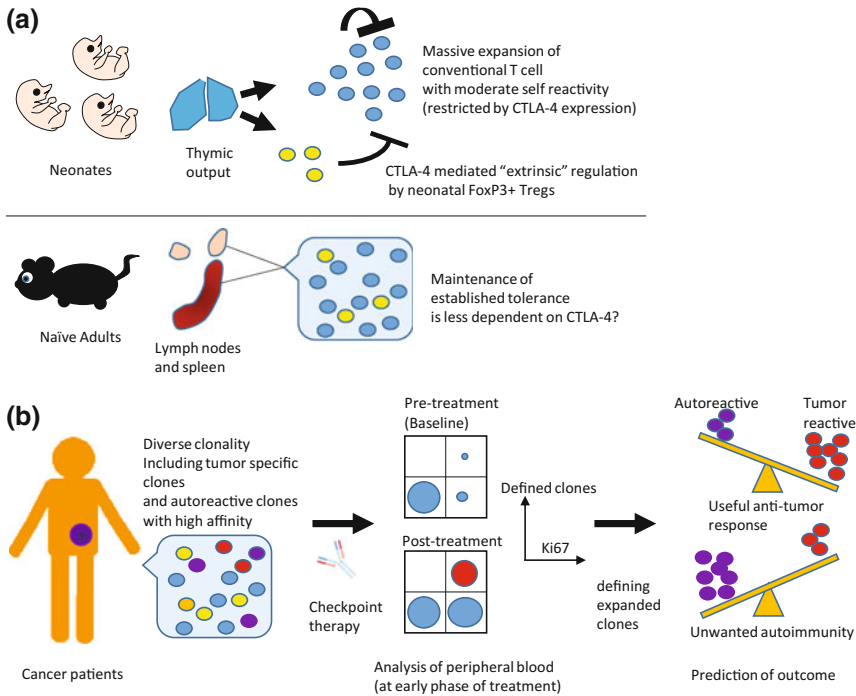 (a)
Neonates
Thymic
output
Massive expansion of
conventional T cell
with moderate self reactivity
(restricted by CTLA-4 expression)
CTLA-4 mediated “extrinsic” regulation
by neonatal FoxP3+ Tregs
Naïve Adults
Lymph nodes
and spleen
Maintenance of
established tolerance
is less dependent on CTLA-4?
(b)
Cancer patients
Diverse clonality
Including tumor specific
clones
and autoreactive clones
with high affinity
Checkpoint
therapy
Pre-treatment
(Baseline)
Post-treatment
Defined clones
Ki67
defining
expanded
clones
Analysis of peripheral blood
(at early phase of treatment)
Autoreactive
Tumor
reactive
Useful anti-tumor
response
Unwanted autoimmunity
Prediction of outcome